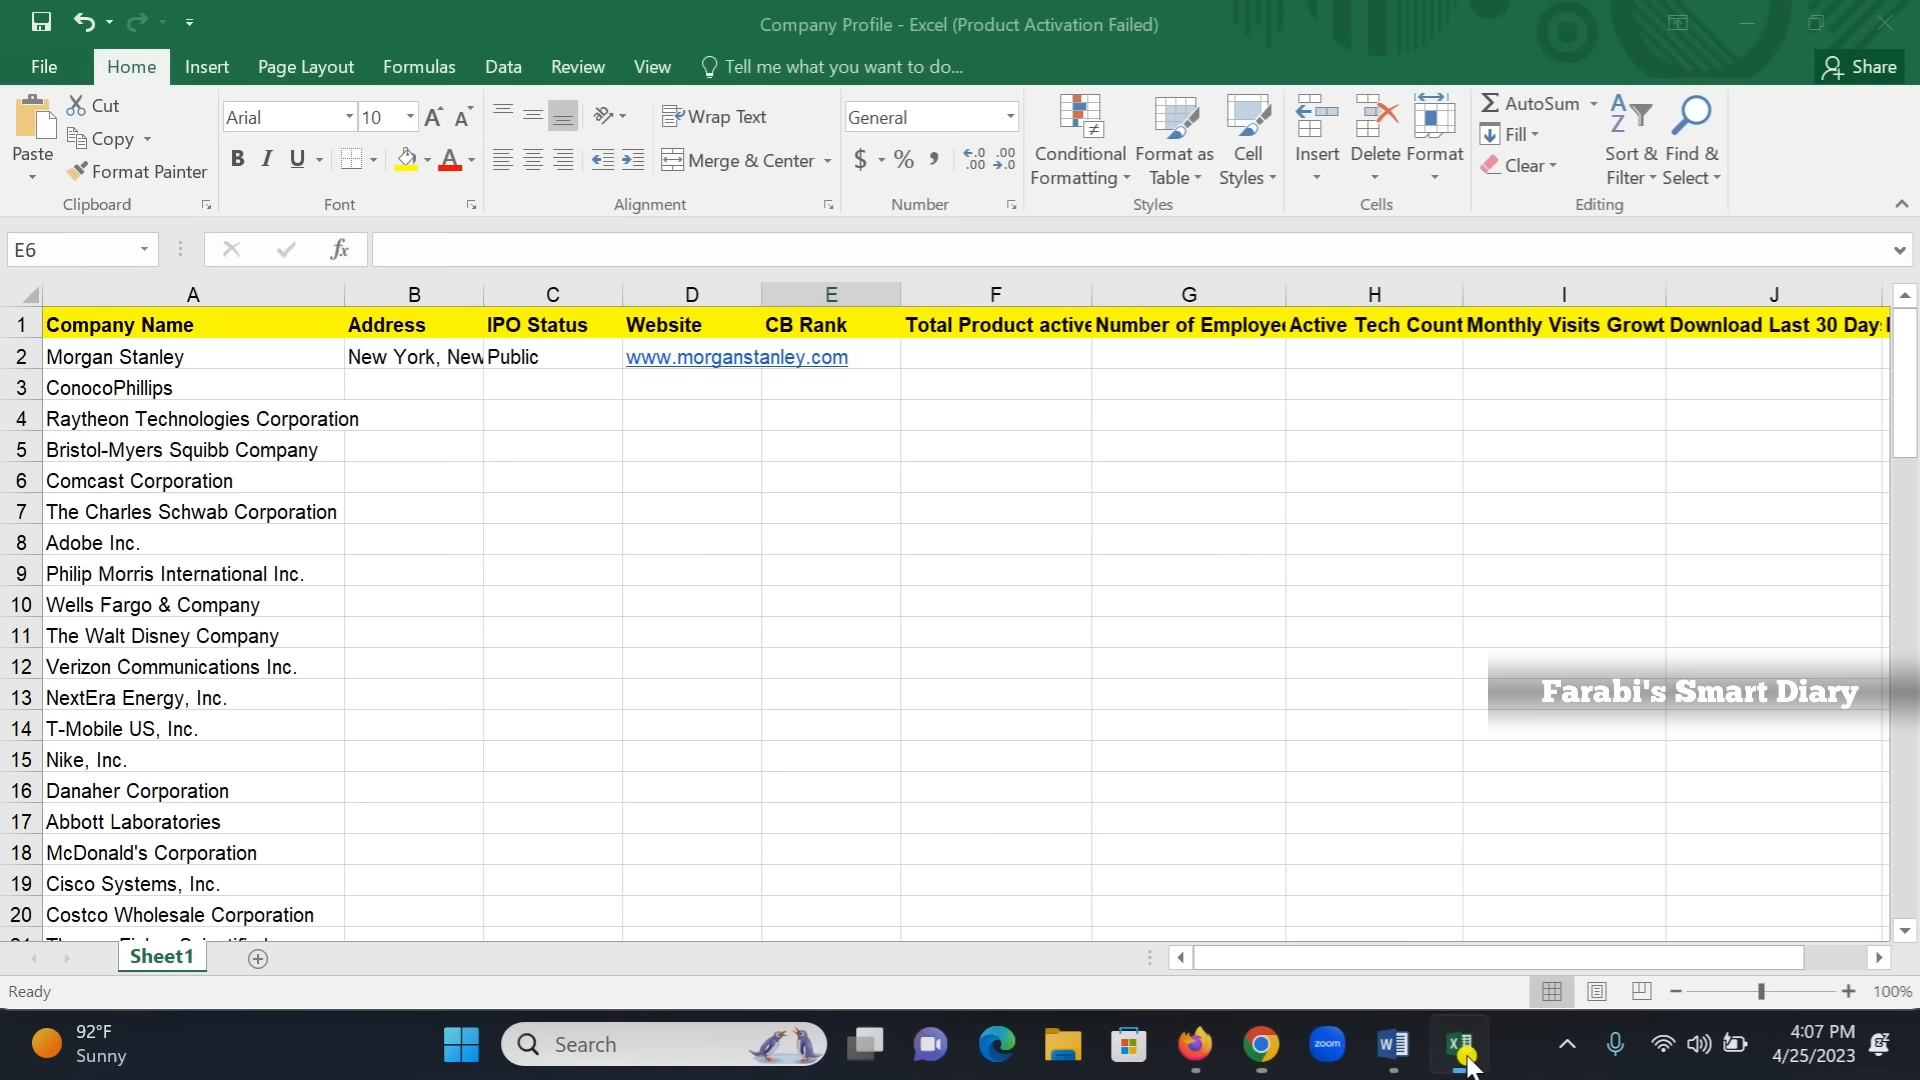 Company Profile - Excel (Product Activation Failed)
File Home Insert Page Layout Formulas Data Review View Tell me what you want to do... Share
Paste
Cut
Copy
Format Painter
Clipboard
Arial 10
A A
B I U A
Font
Wrap Text
Merge & Center
Alignment
General
$ % , .0 .00 .00 .0
Number
Conditional Formatting
Format as Table
Cell Styles
Styles
Insert Delete Format
Cells
AutoSum
Fill
Clear
Sort & Filter
Find & Select
Editing
E6 fx
A B C D E F G H I J
1 Company Name Address IPO Status Website CB Rank Total Product active Number of Employee Active Tech Count Monthly Visits Growt Download Last 30 Day
2 Morgan Stanley New York, New Public www.morganstanley.com
3 ConocoPhillips
4 Raytheon Technologies Corporation
5 Bristol-Myers Squibb Company
6 Comcast Corporation
7 The Charles Schwab Corporation
8 Adobe Inc.
9 Philip Morris International Inc.
10 Wells Fargo & Company
11 The Walt Disney Company
12 Verizon Communications Inc.
13 NextEra Energy, Inc.
Farabi's Smart Diary
14 T-Mobile US, Inc.
15 Nike, Inc.
16 Danaher Corporation
17 Abbott Laboratories
18 McDonald's Corporation
19 Cisco Systems, Inc.
20 Costco Wholesale Corporation
Sheet1
Ready 100%
92°F
Sunny
Search
zoom
4:07 PM
4/25/2023